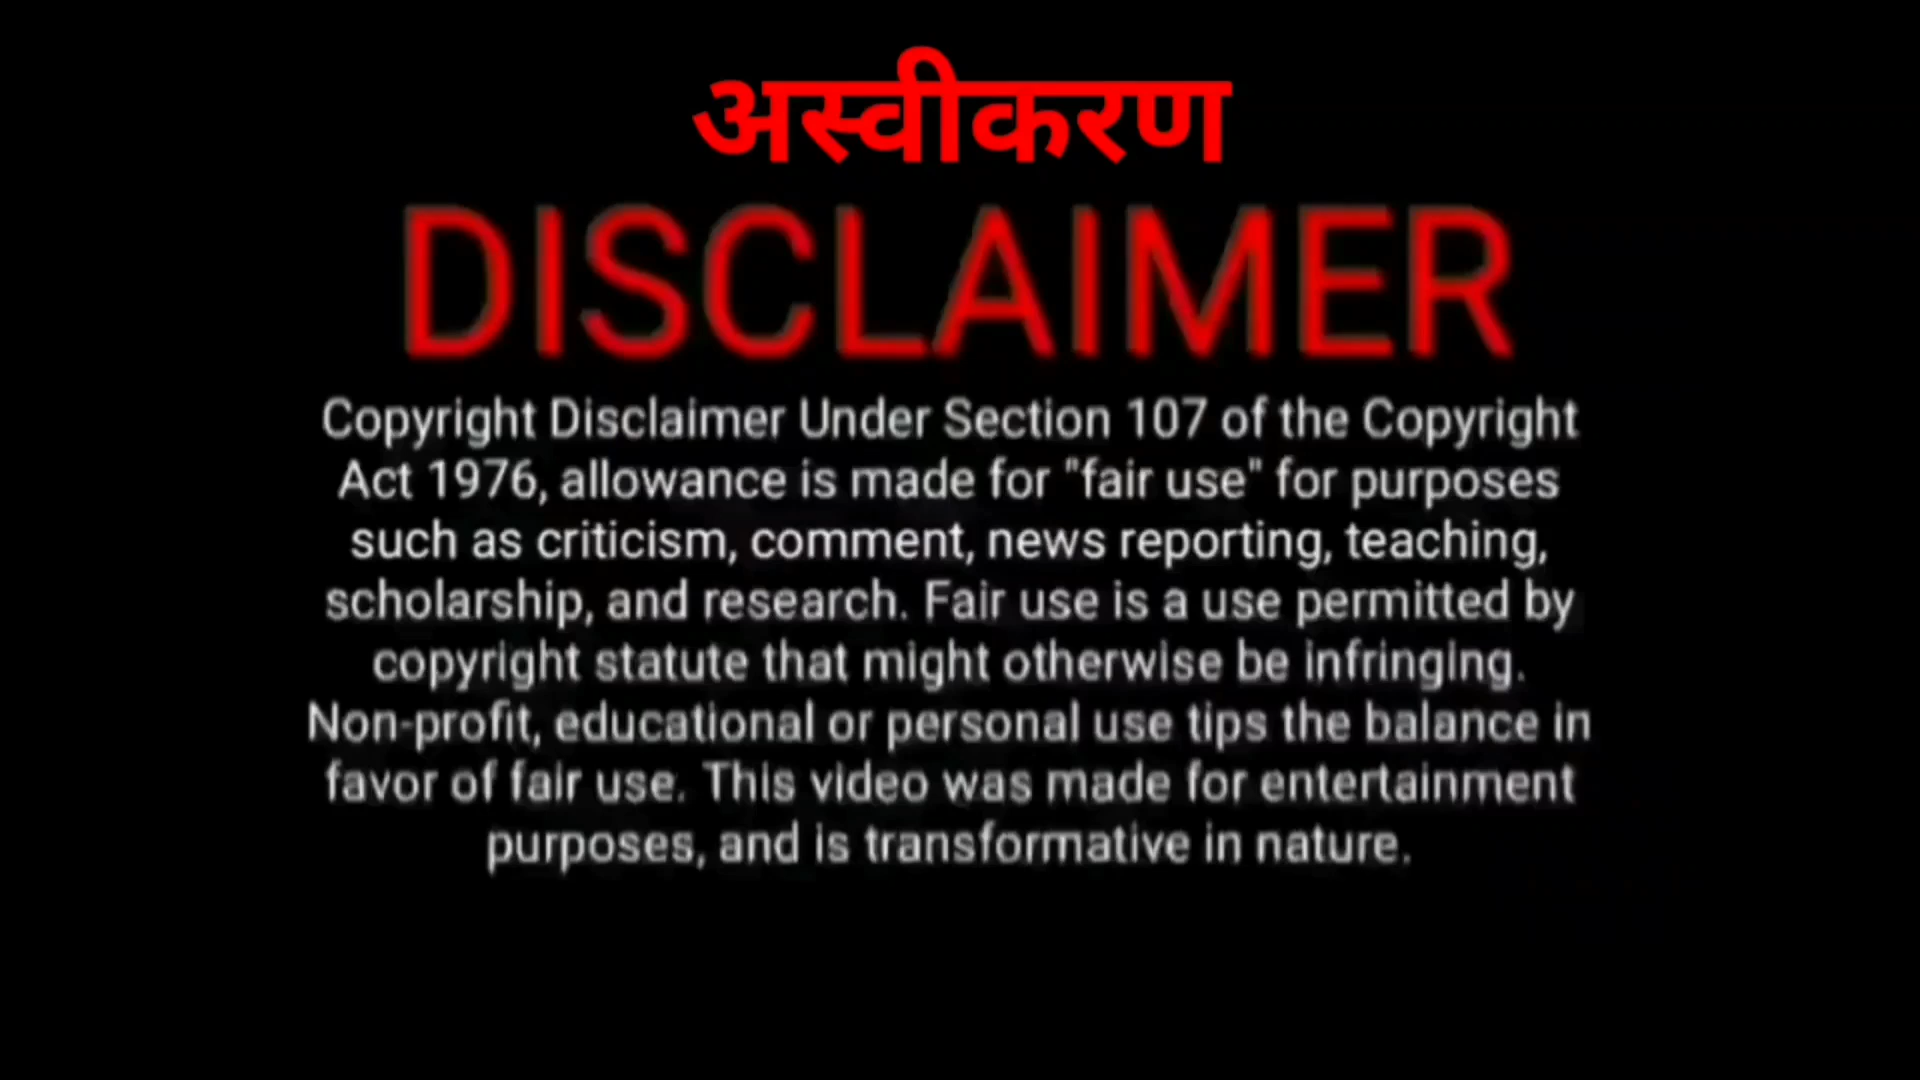 अस्वीकरण
DISCLAIMER
Copyright Disclaimer Under Section 107 of the Copyright
Act 1976, allowance is made for "fair use" for purposes
such as criticism, comment, news reporting, teaching,
scholarship, and research. Fair use is a use permitted by
copyright statute that might otherwise be infringing.
Non-profit, educational or personal use tips the balance in
favor of fair use. This video was made for entertainment
purposes, and is transformative in nature.